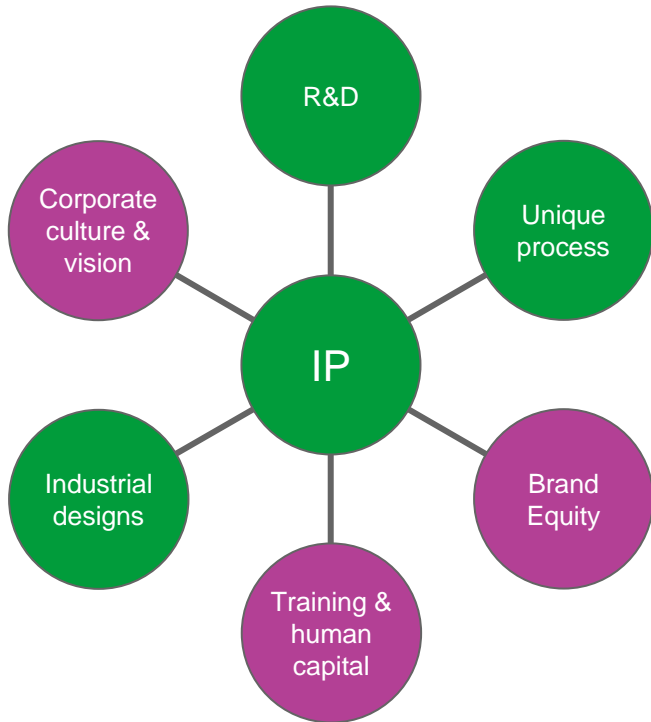 R&D
Corporate
culture &
vision
Unique
process
IP
Industrial
designs
Brand
Equity
Training &
human
capital